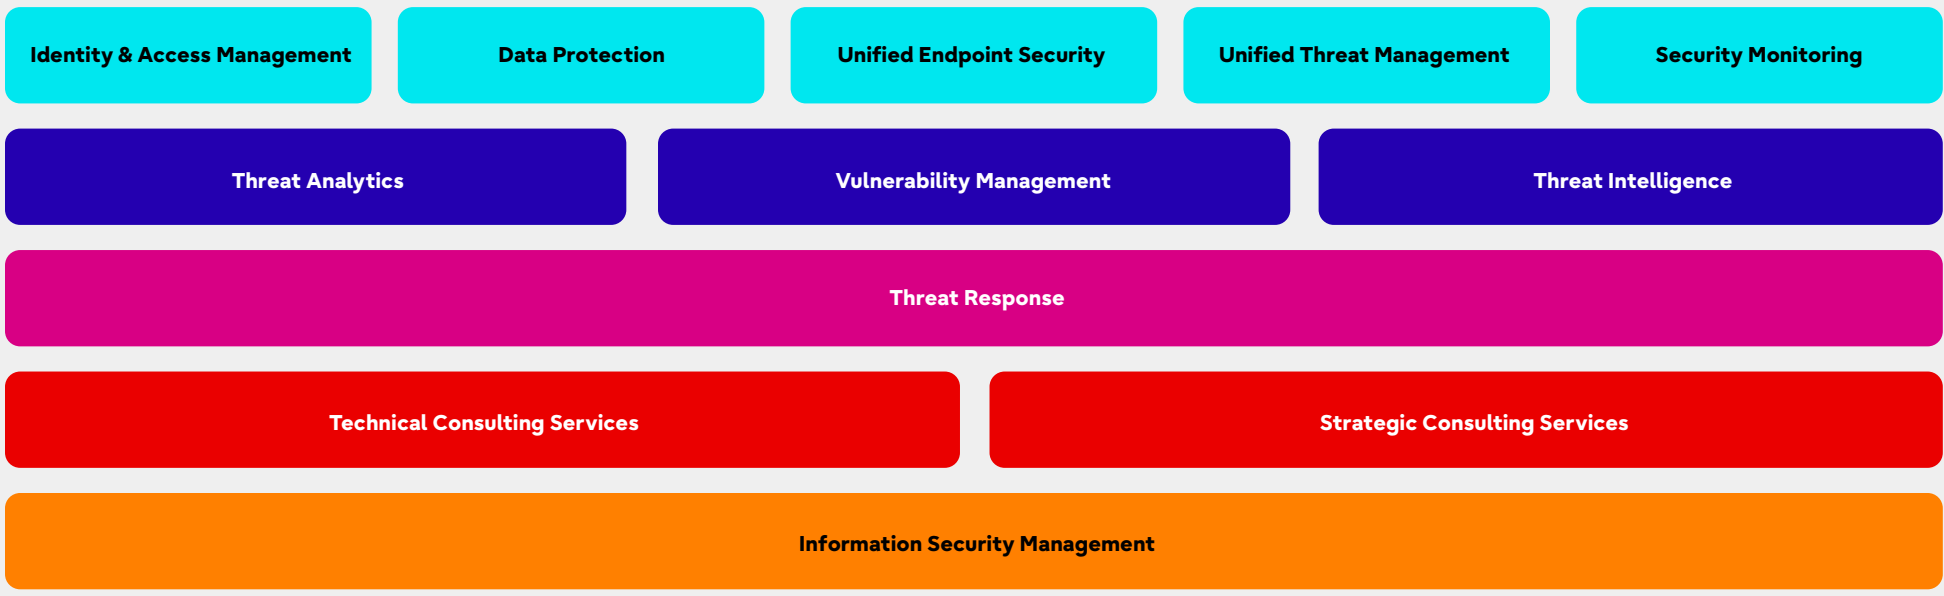 Identity & Access Management
Data Protection
Unified Endpoint Security
Unified Threat Management
Security Monitoring
Threat Analytics
Vulnerability Management
Threat Intelligence
Threat Response
Technical Consulting Services
Strategic Consulting Services
Information Security Management